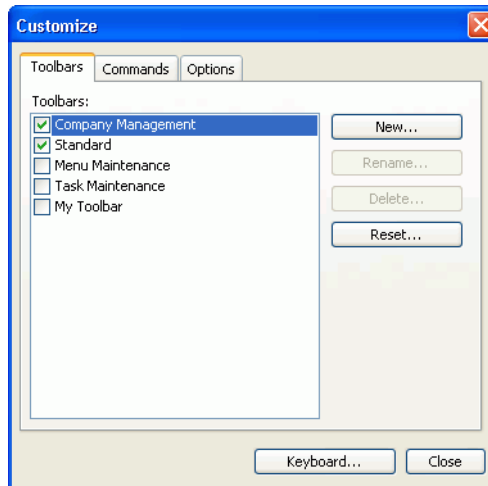 Customize
Toolbars Commands Options
Toolbars:
Company Management
Standard
Menu Maintenance
Task Maintenance
My Toolbar
New...
Rename...
Delete...
Reset...
Keyboard... Close